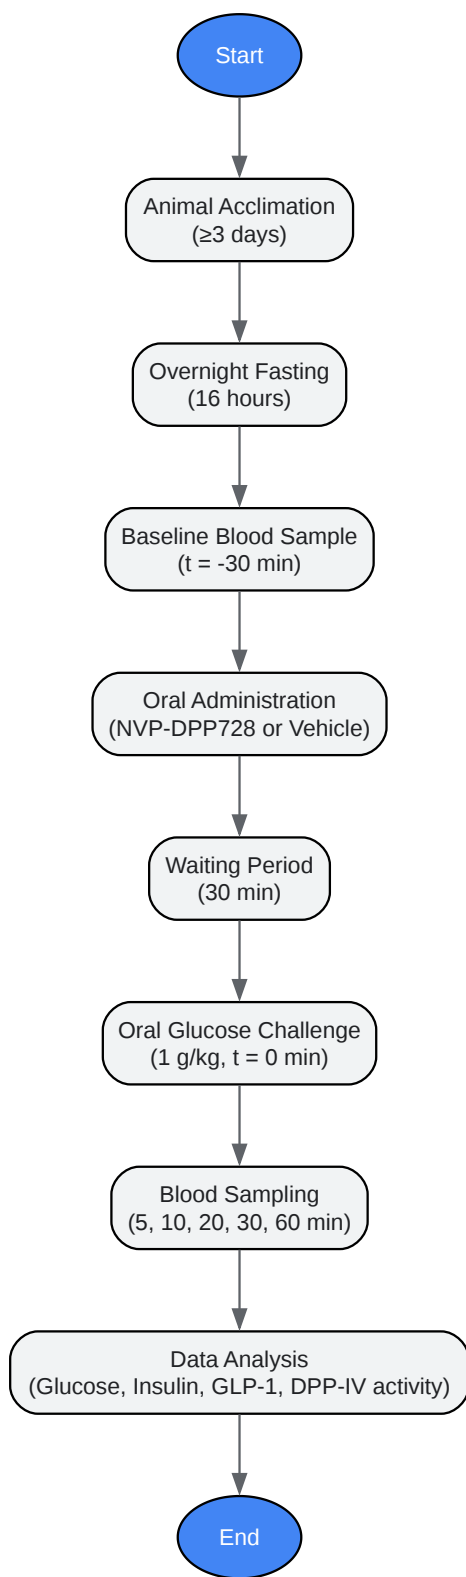 Start
Animal Acclimation
(≥3 days)
Overnight Fasting
(16 hours)
Baseline Blood Sample
(t = -30 min)
Oral Administration
(NVP-DPP728 or Vehicle)
Waiting Period
(30 min)
Oral Glucose Challenge
(1 g/kg, t = 0 min)
Blood Sampling
(5, 10, 20, 30, 60 min)
Data Analysis
(Glucose, Insulin, GLP-1, DPP-IV activity)
End